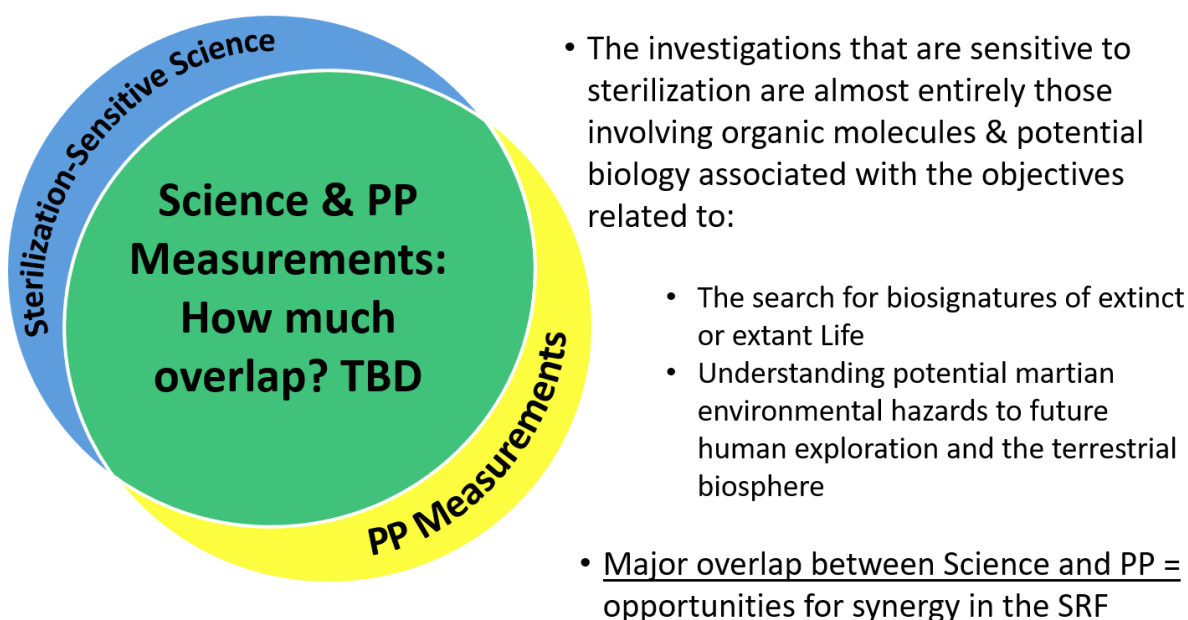 Sterilization-Sensitive Science
Science & PP
Measurements:
How much
overlap? TBD
PP Measurements
• The investigations that are sensitive to
sterilization are almost entirely those
involving organic molecules & potential
biology associated with the objectives
related to:
• The search for biosignatures of extinct
or extant Life
• Understanding potential martian
environmental hazards to future
human exploration and the terrestrial
biosphere
• Major overlap between Science and PP =
opportunities for synergy in the SRF